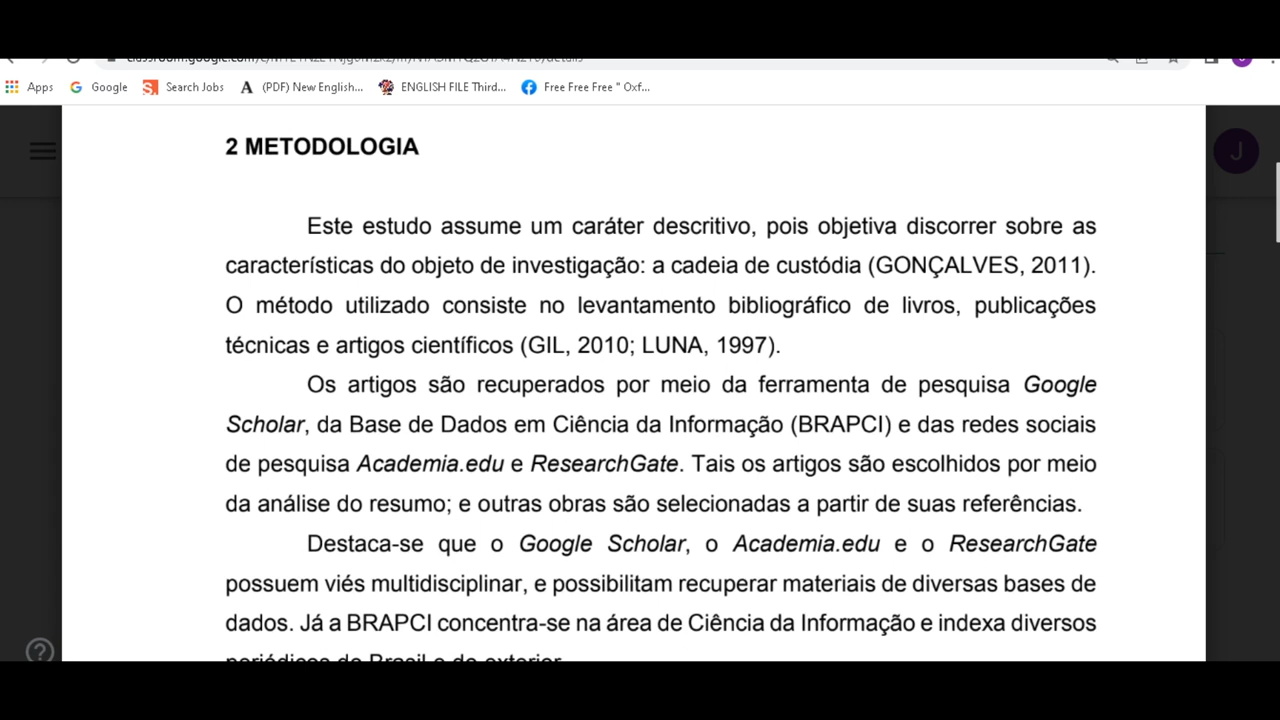 Apps Google Search Jobs (PDF) New English... ENGLISH FILE Third... Free Free Free " Oxf...
J
2 METODOLOGIA
Este estudo assume um caráter descritivo, pois objetiva discorrer sobre as
características do objeto de investigação: a cadeia de custódia (GONÇALVES, 2011).
O método utilizado consiste no levantamento bibliográfico de livros, publicações
técnicas e artigos científicos (GIL, 2010; LUNA, 1997).
Os artigos são recuperados por meio da ferramenta de pesquisa Google
Scholar, da Base de Dados em Ciência da Informação (BRAPCI) e das redes sociais
de pesquisa Academia.edu e ResearchGate. Tais os artigos são escolhidos por meio
da análise do resumo; e outras obras são selecionadas a partir de suas referências.
Destaca-se que o Google Scholar, o Academia.edu e o ResearchGate
possuem viés multidisciplinar, e possibilitam recuperar materiais de diversas bases de
dados. Já a BRAPCI concentra-se na área de Ciência da Informação e indexa diversos
periódicos do Brasil e do exterior.